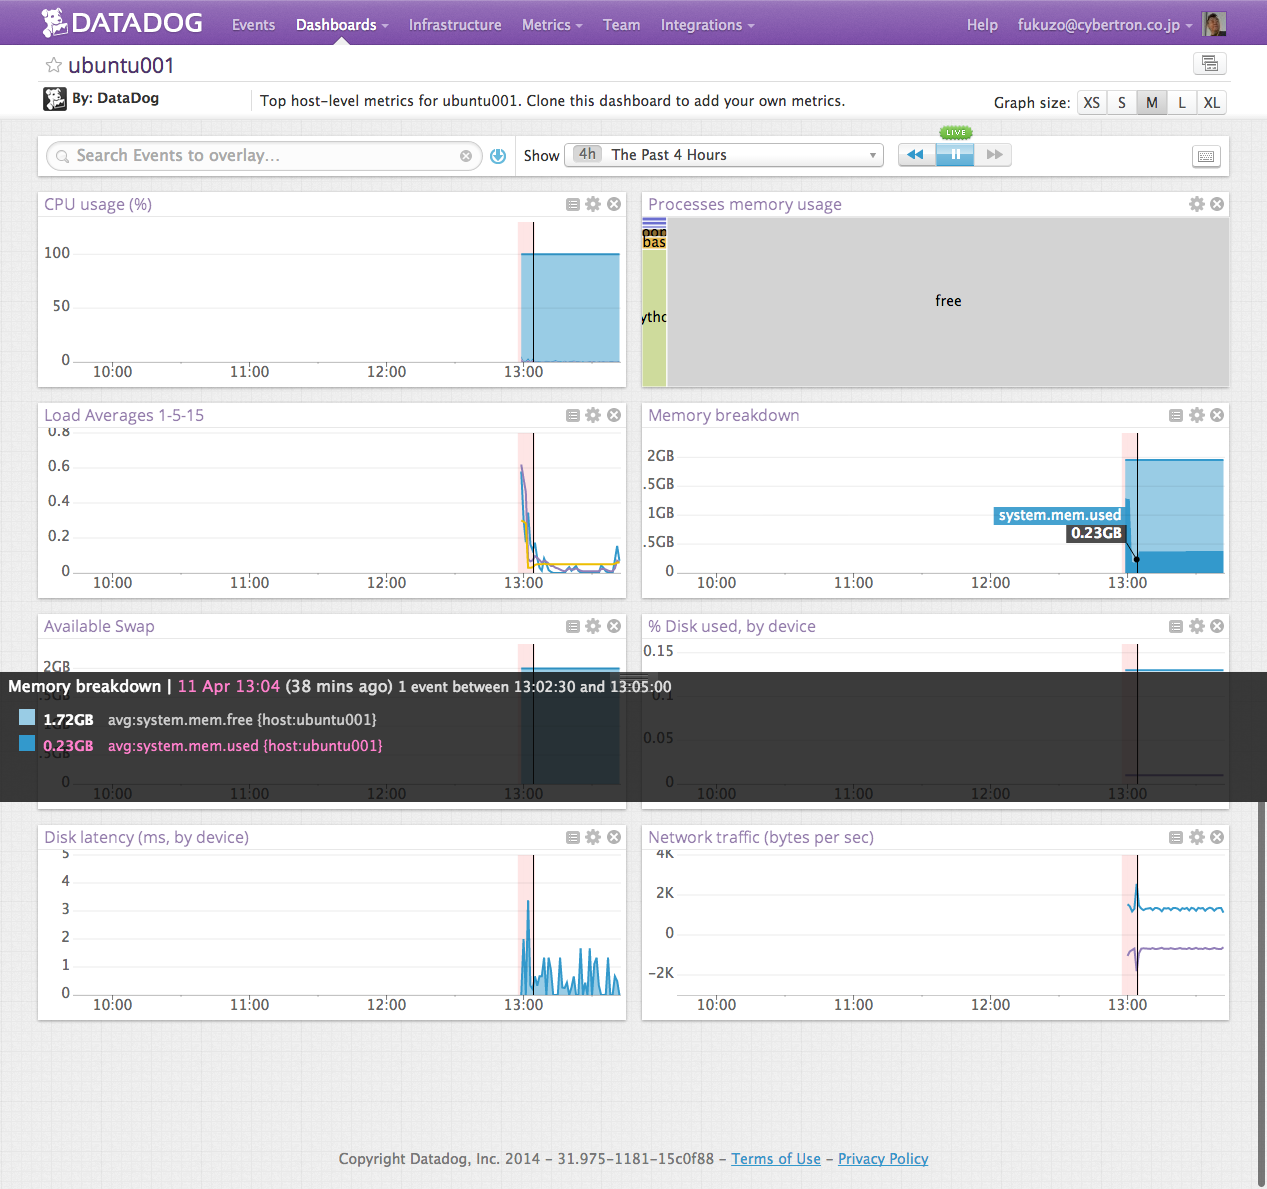 DATADOG Events Dashboards Infrastructure Metrics Team Integrations Help fukuzo@cybertron.co.jp
ubuntu001
By: DataDog Top host-level metrics for ubuntu001. Clone this dashboard to add your own metrics. Graph size: XS S M L XL
LIVE
Search Events to overlay... Show 4h The Past 4 Hours
CPU usage (%)
100
50
0
10:00 11:00 12:00 13:00
Processes memory usage
bas
ytho
free
Load Averages 1-5-15
0.8
0.6
0.4
0.2
0
10:00 11:00 12:00 13:00
Memory breakdown
2GB
.5GB
1GB
.5GB
0
system.mem.used
0.23GB
10:00 11:00 12:00 13:00
Available Swap
2GB
.5GB
0
10:00 11:00 12:00 13:00
% Disk used, by device
0.15
0.1
0.05
0
10:00 11:00 12:00 13:00
Memory breakdown | 11 Apr 13:04 (38 mins ago) 1 event between 13:02:30 and 13:05:00
1.72GB avg:system.mem.free {host:ubuntu001}
0.23GB avg:system.mem.used {host:ubuntu001}
Disk latency (ms, by device)
5
4
3
2
1
0
10:00 11:00 12:00 13:00
Network traffic (bytes per sec)
4K
2K
0
-2K
10:00 11:00 12:00 13:00
Copyright Datadog, Inc. 2014 - 31.975-1181-15c0f88 - Terms of Use - Privacy Policy